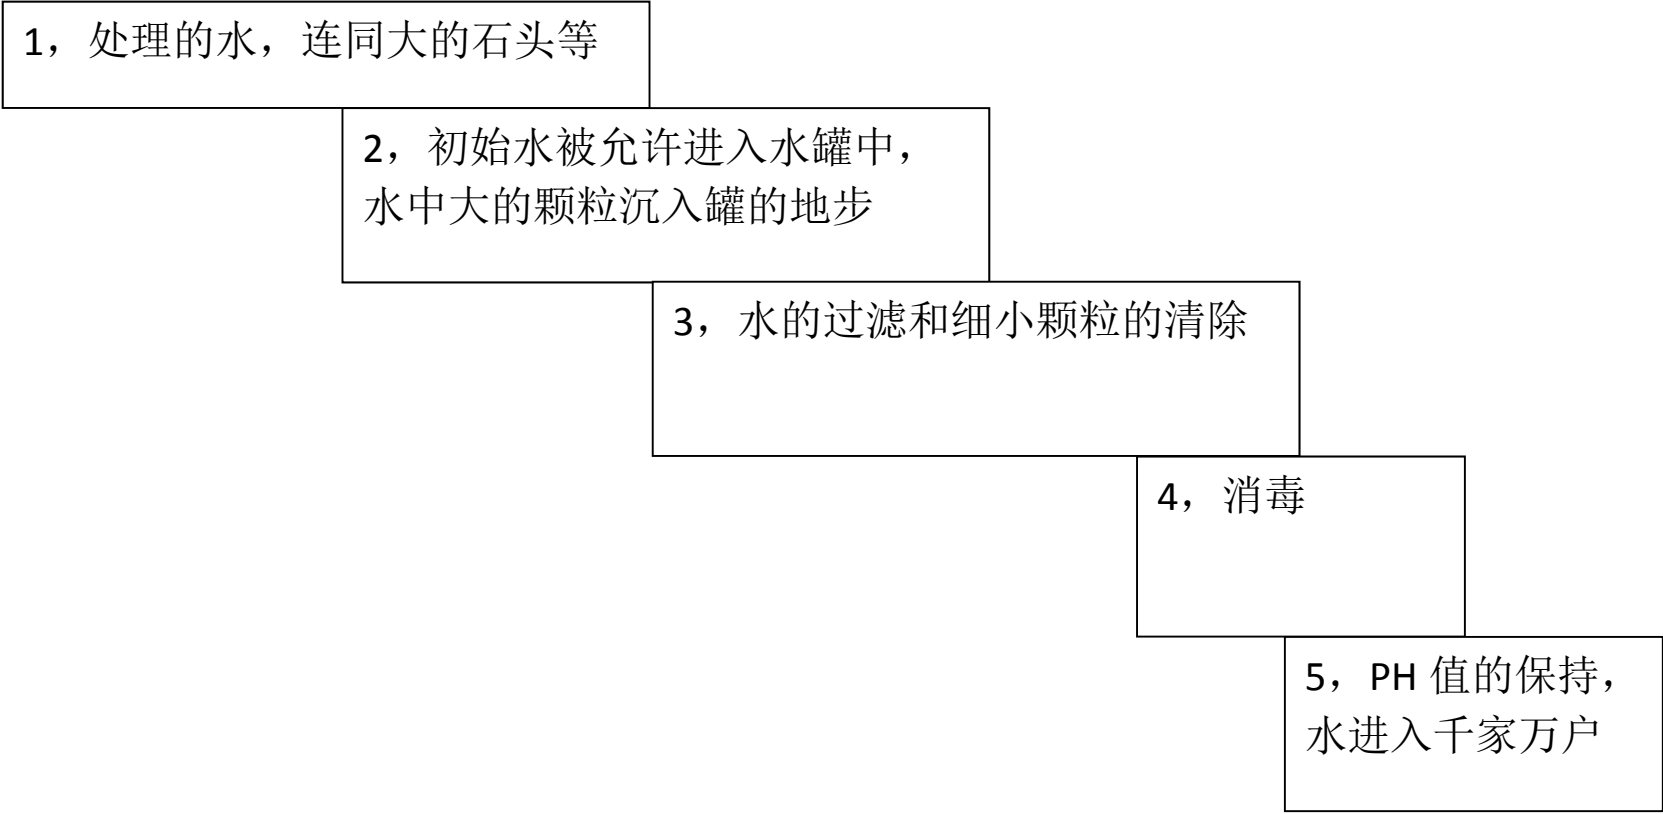 1，处理的水，连同大的石头等
2，初始水被允许进入水罐中，
水中大的颗粒沉入罐的地步
3，水的过滤和细小颗粒的清除
4，消毒
5，PH 值的保持，
水进入千家万户